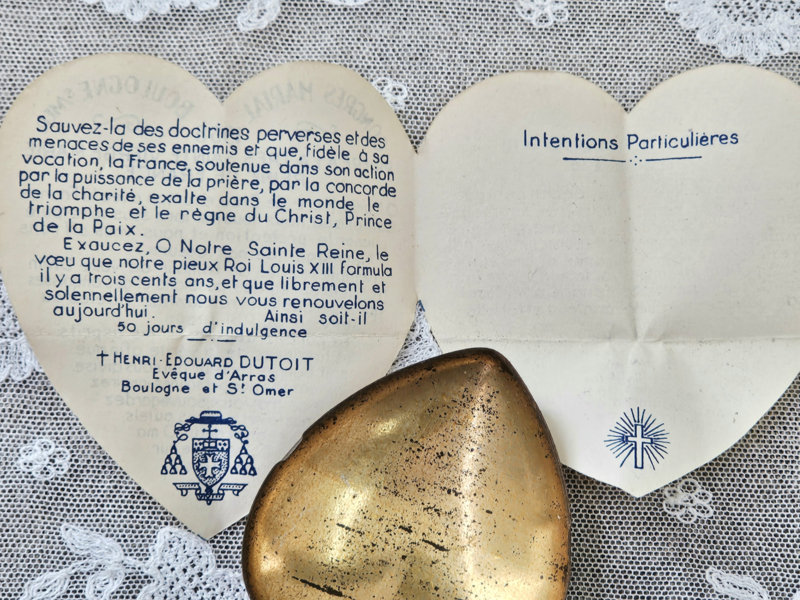 Sauvez-la des doctrines perverses et des
menaces de ses ennemis et que, fidèle à sa
vocation, la France, soutenue dans son action
par la puissance de la prière, par la concorde
de la charité, exalte dans le monde le
triomphe et le règne du Christ, Prince
de la Paix.
Exaucez, O Notre Sainte Reine, le
vœu que notre pieux Roi Louis XIII formula
il y a trois cents ans, et que librement et
solennellement nous vous renouvelons
aujourd'hui. Ainsi soit-il
50 jours d'indulgence
✝ HENRI-EDOUARD DUTOIT
Evêque d'Arras
Boulogne et St Omer
Intentions Particulières